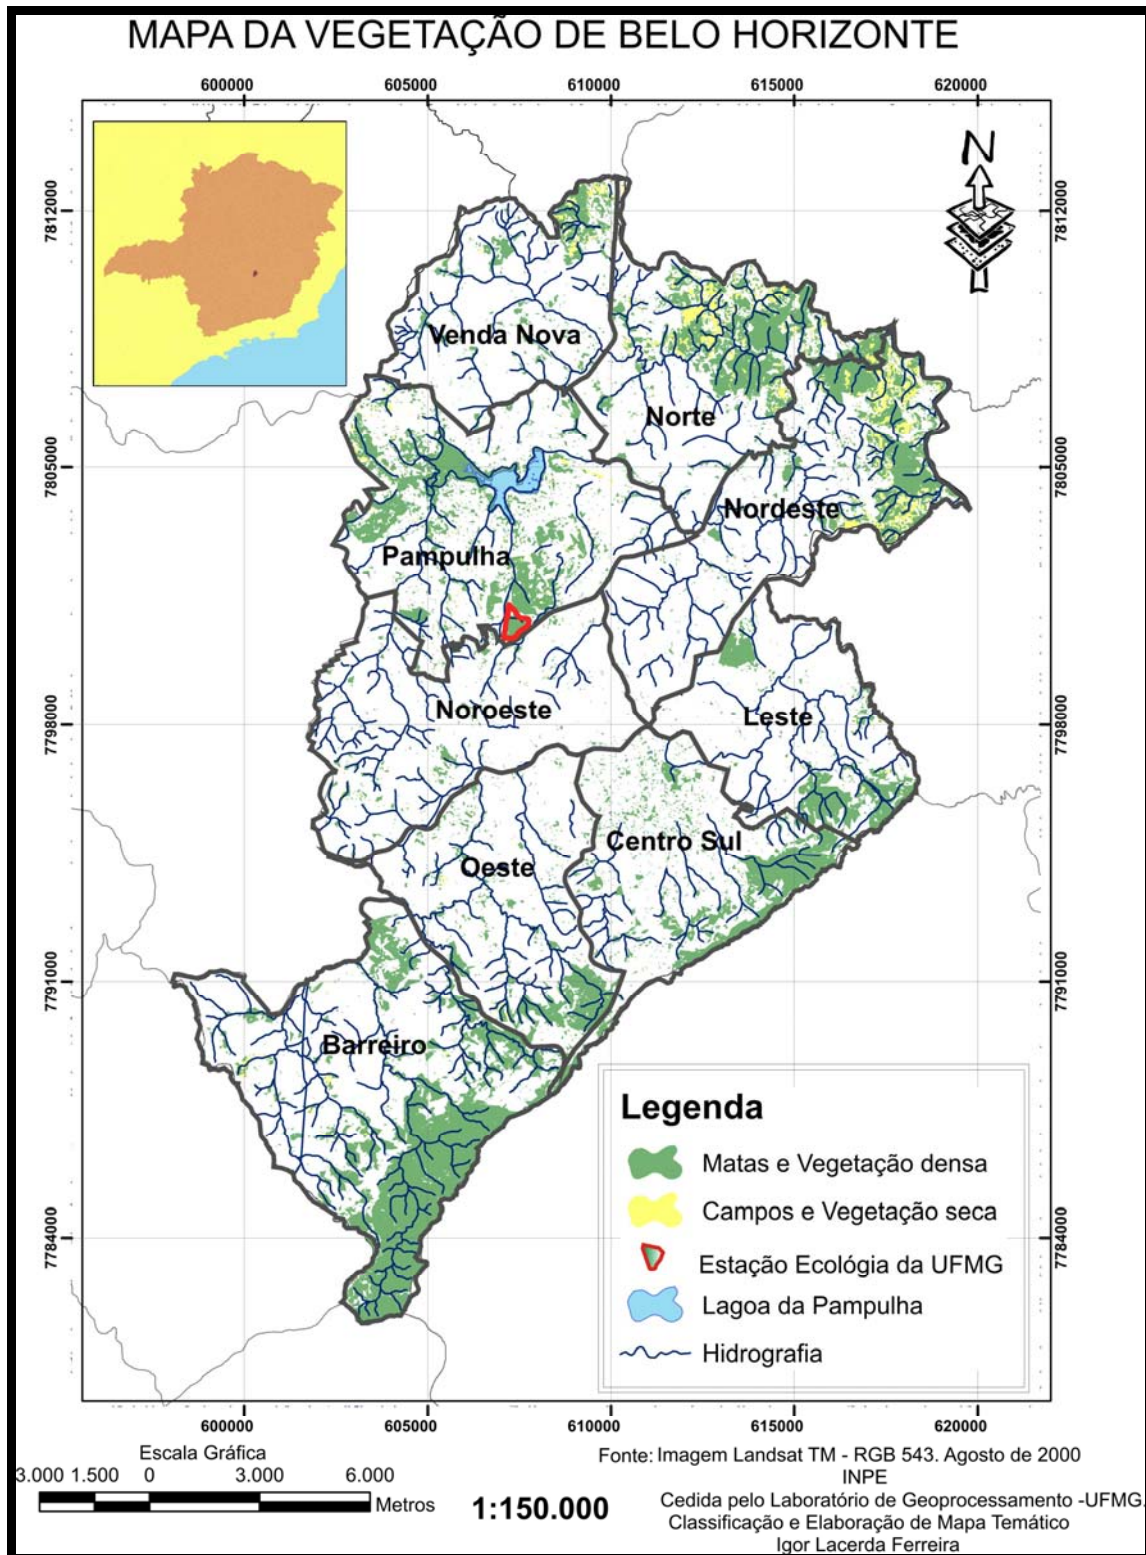 MAPA DA VEGETAÇÃO DE BELO HORIZONTE
600000 605000 610000 615000 620000
N
7812000 7812000
Venda Nova
Norte
7805000 7805000
Nordeste
Pampulha
Noroeste
Leste
7798000 7798000
Centro Sul
Oeste
7791000 7791000
Barreiro
Legenda
Matas e Vegetação densa
Campos e Vegetação seca
7784000 7784000
Estação Ecológia da UFMG
Lagoa da Pampulha
Hidrografia
600000 605000 610000 615000 620000
Escala Gráfica
3.000 1.500 0 3.000 6.000
Metros
1:150.000
Fonte: Imagem Landsat TM - RGB 543. Agosto de 2000
INPE
Cedida pelo Laboratório de Geoprocessamento -UFMG.
Classificação e Elaboração de Mapa Temático
Igor Lacerda Ferreira